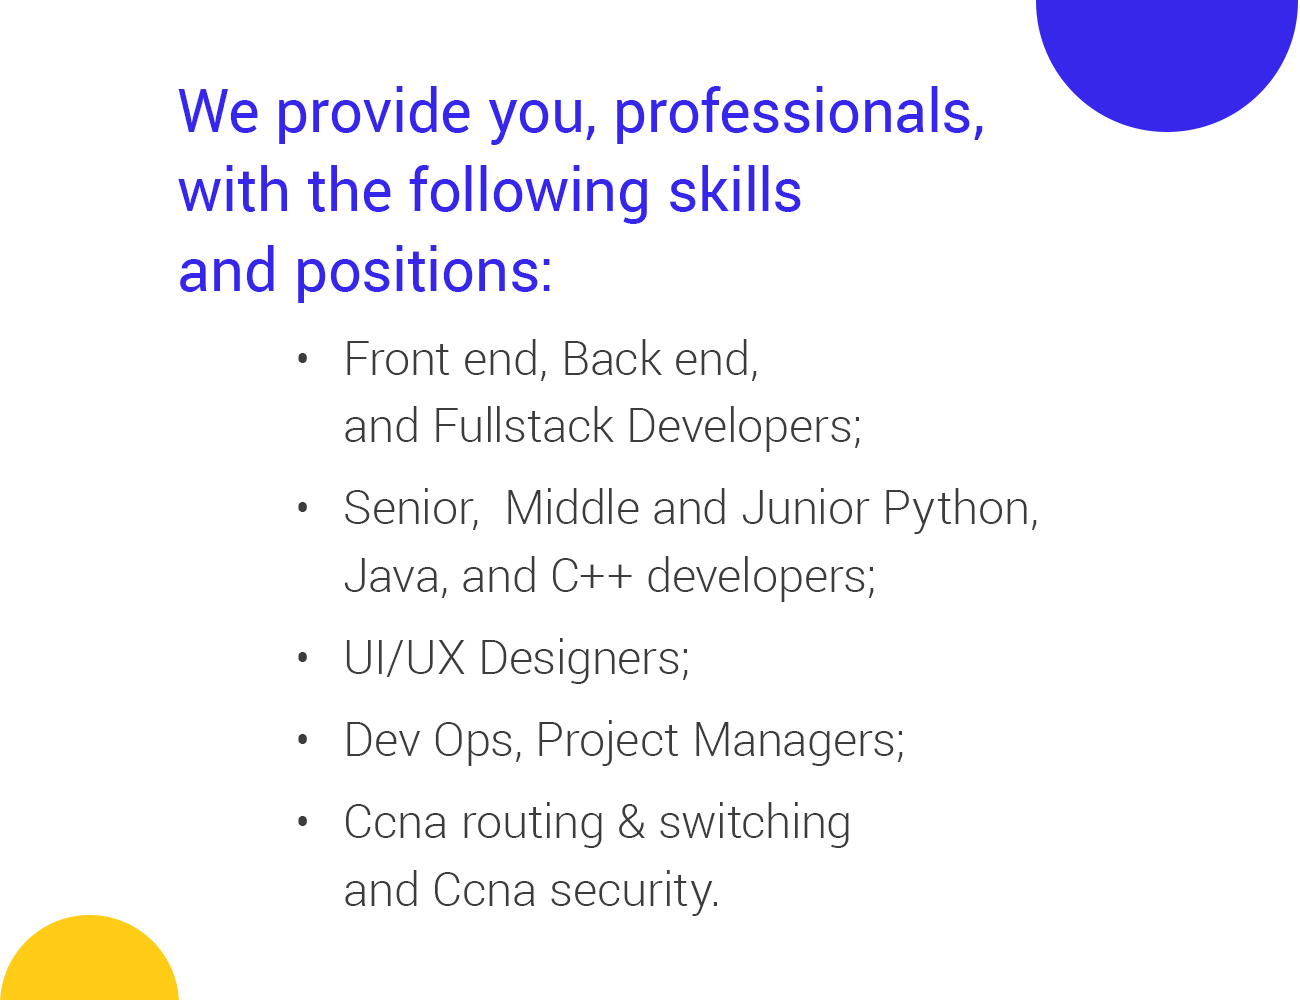 We provide you, professionals,
with the following skills
and positions:
• Front end, Back end,
and Fullstack Developers;
• Senior,  Middle and Junior Python,
Java, and C++ developers;
• UI/UX Designers;
• Dev Ops, Project Managers;
• Ccna routing & switching
and Ccna security.